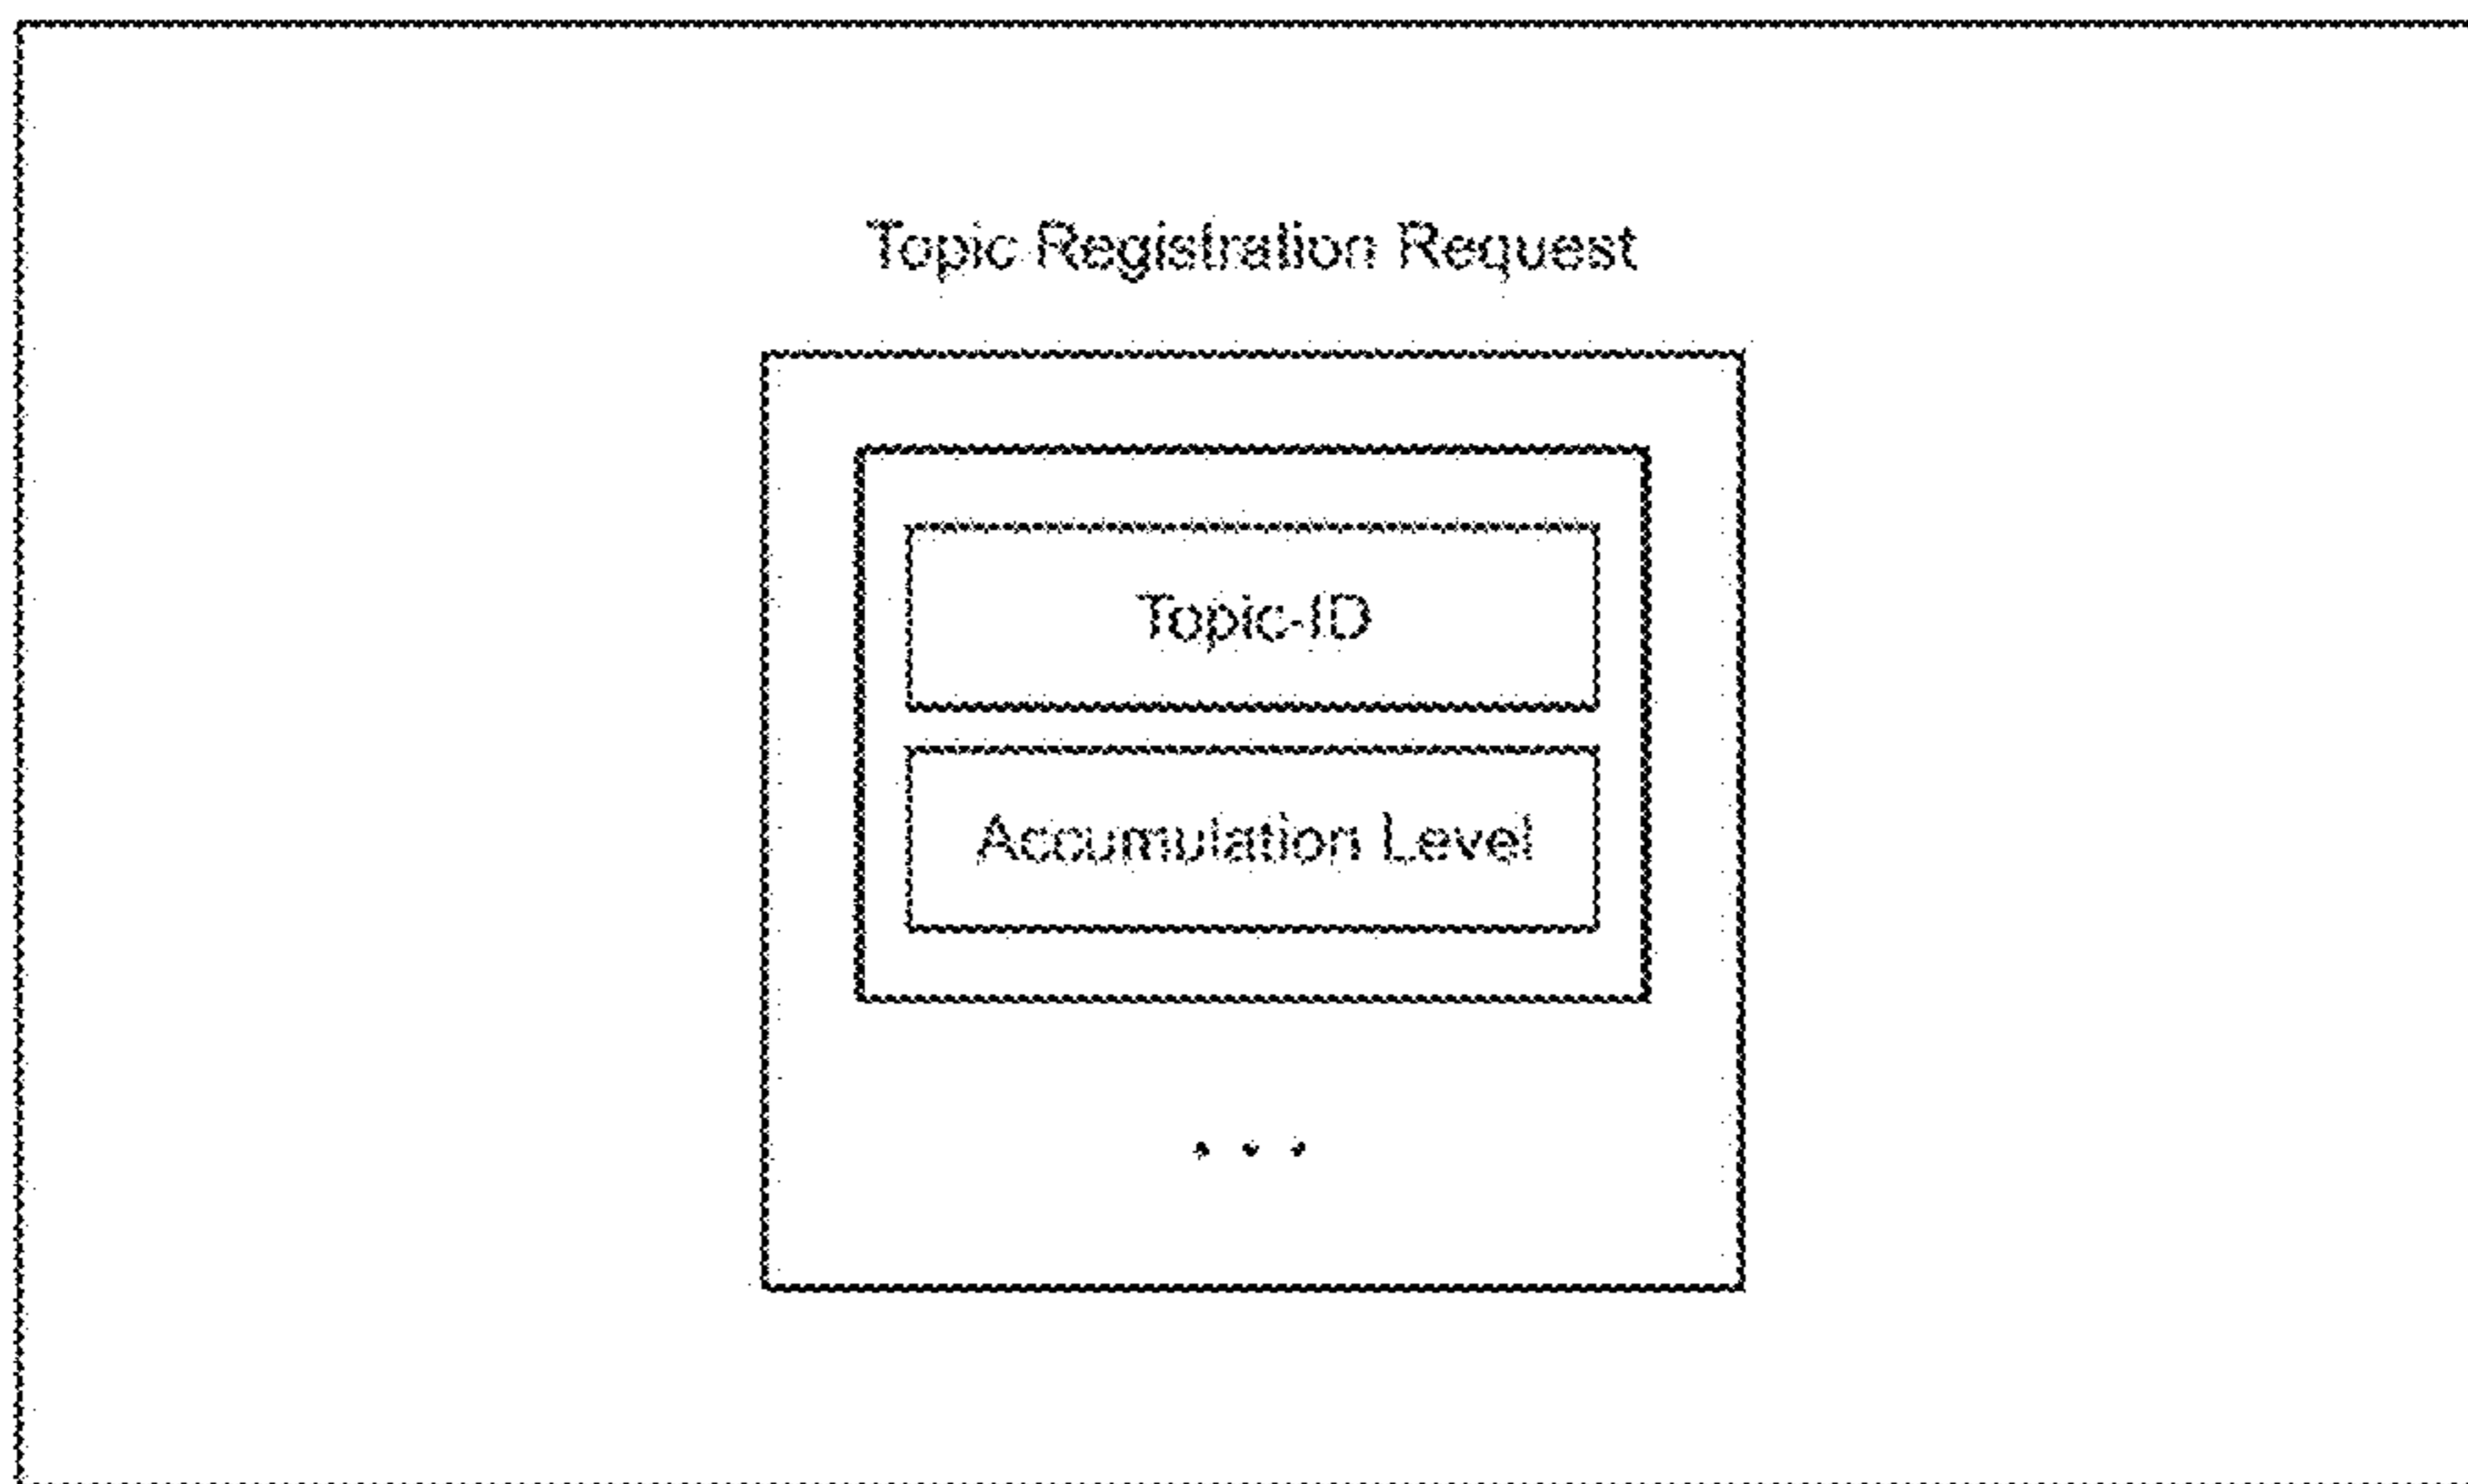 Topic Registration Request
Topic-ID
Accumulation Level
...